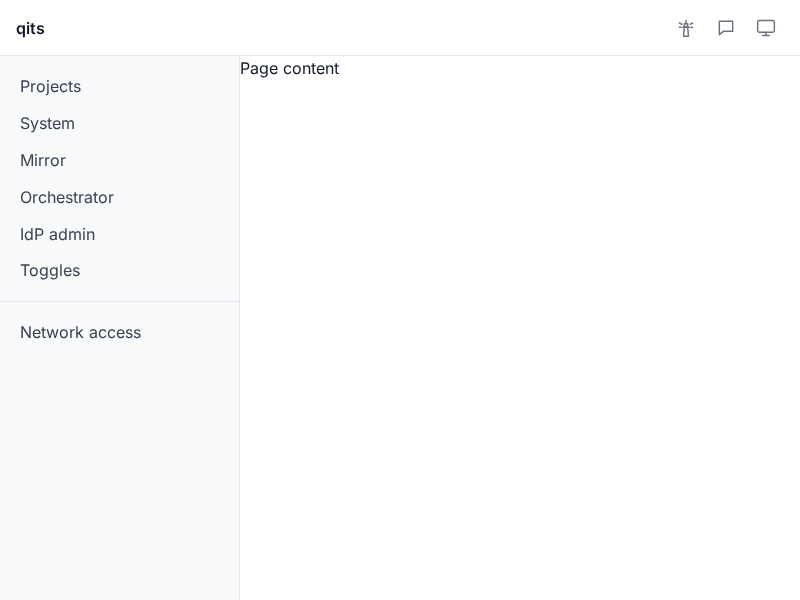 qits
Projects
System
Mirror
Orchestrator
IdP admin
Toggles
Network access
Page content